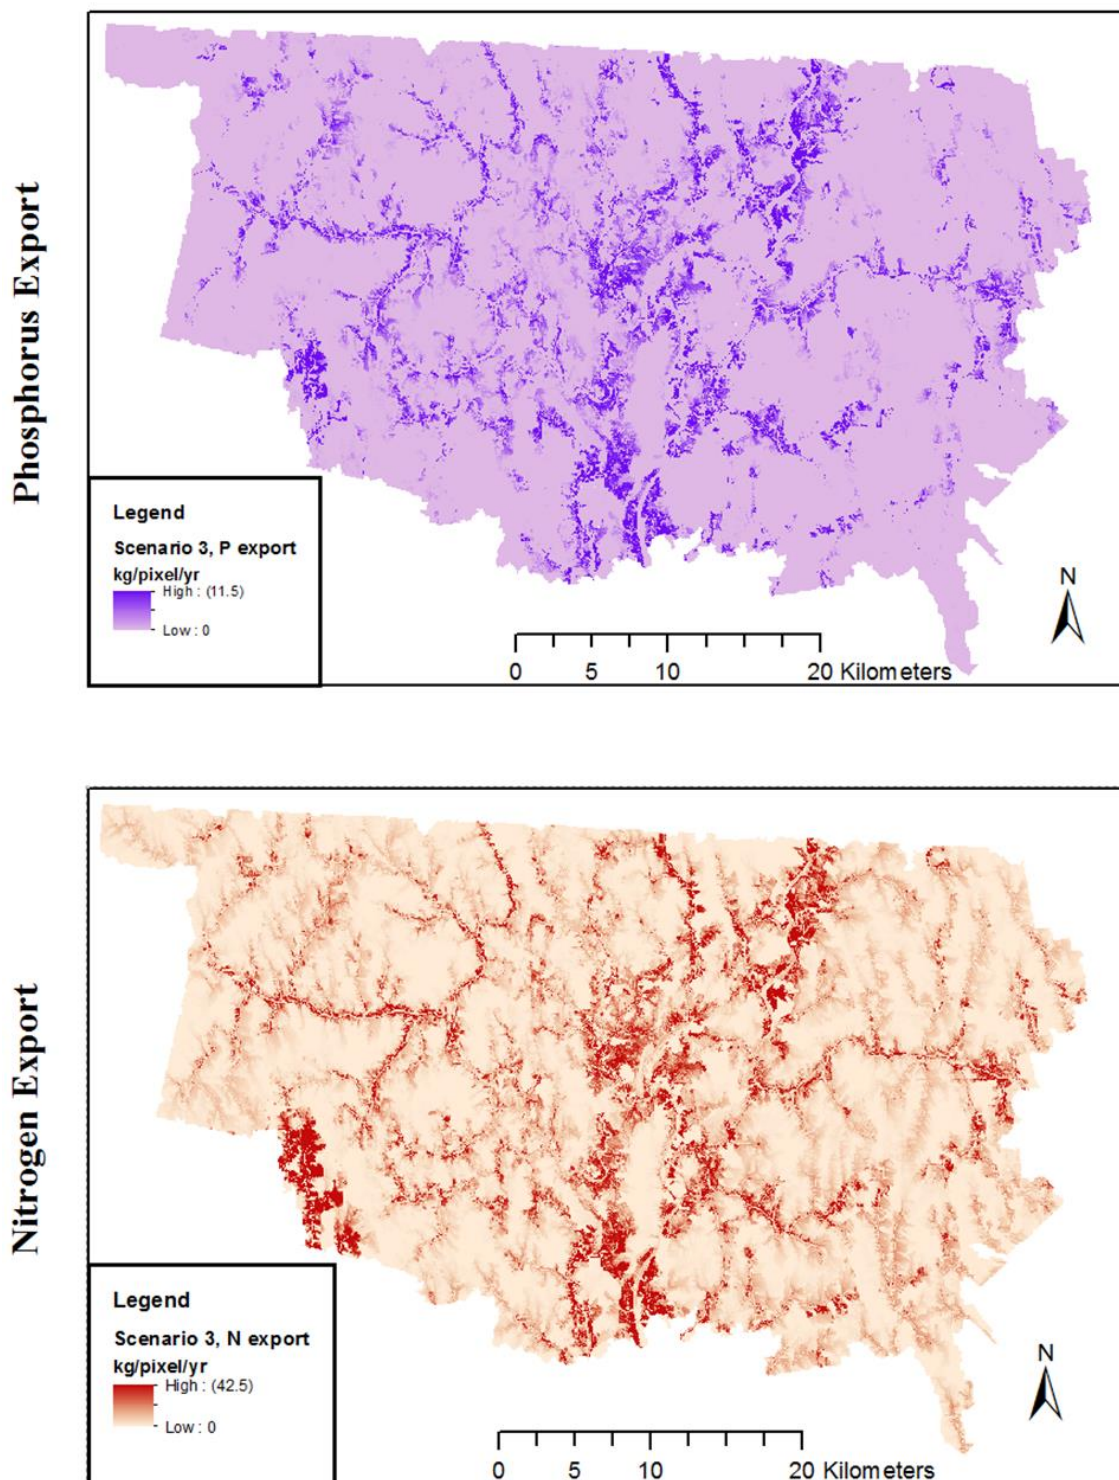 Phosphorus Export
Legend
Scenario 3, P export
kg/pixel/yr
High : (11.5)
Low : 0
N
0 5 10 20 Kilometers
Nitrogen Export
Legend
Scenario 3, N export
kg/pixel/yr
High : (42.5)
Low : 0
N
0 5 10 20 Kilometers